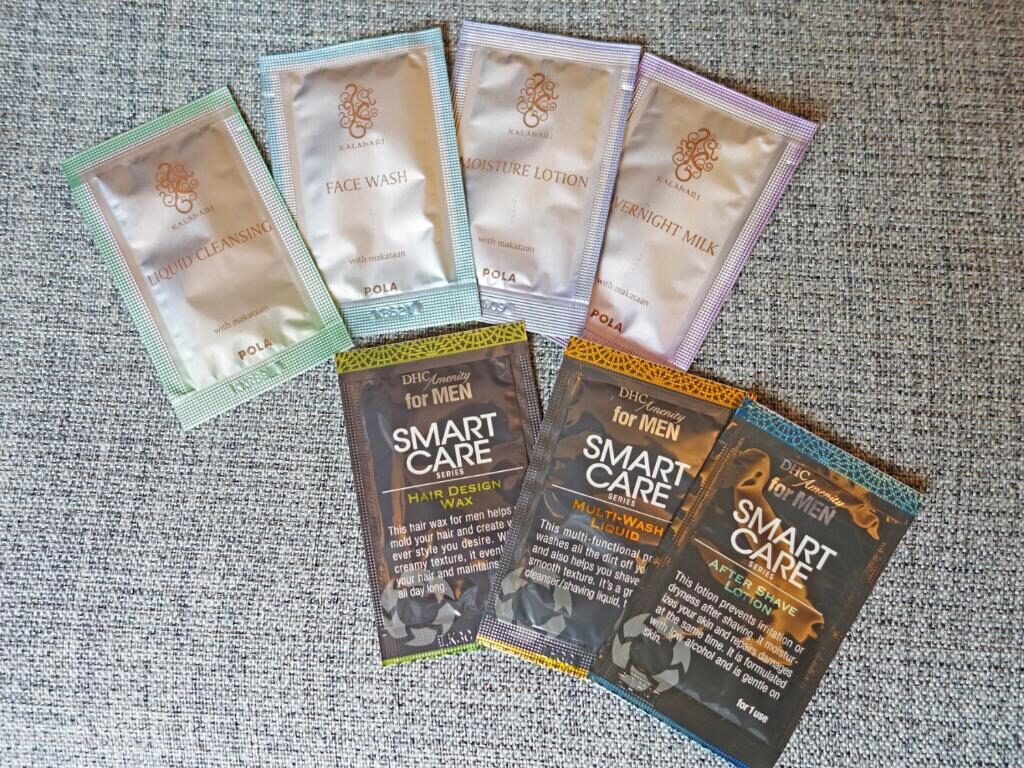 KALAHARI
LIQUID CLEANSING
with makataan
POLA
KALAHARI
FACE WASH
with makataan
POLA
KALAHARI
MOISTURE LOTION
with makataan
POLA
KALAHARI
VERNIGHT MILK
with makataan
POLA
DHC Amenity
for MEN
SMART
CARE
SERIES
HAIR DESIGN
WAX
This hair wax for men helps
mold your hair and create
ever style you desire.
creamy texture, it even
your hair and maintains
all day long.
DHC Amenity
for MEN
SMART
CARE
SERIES
MULTI-WASH
LIQUID
This multi-functional
washes all the dirt off
and also helps you shave
smooth texture. It's a
cleanser/shaving liquid,
DHC Amenity
for MEN
SMART
CARE
SERIES
AFTER SHAVE
LOTION
This lotion prevents irritation or
dryness after shaving. It moistur-
izes your skin and repairs damages
at the same time. It is formulated
with low alcohol and is gentle on
skin.
for 1 use